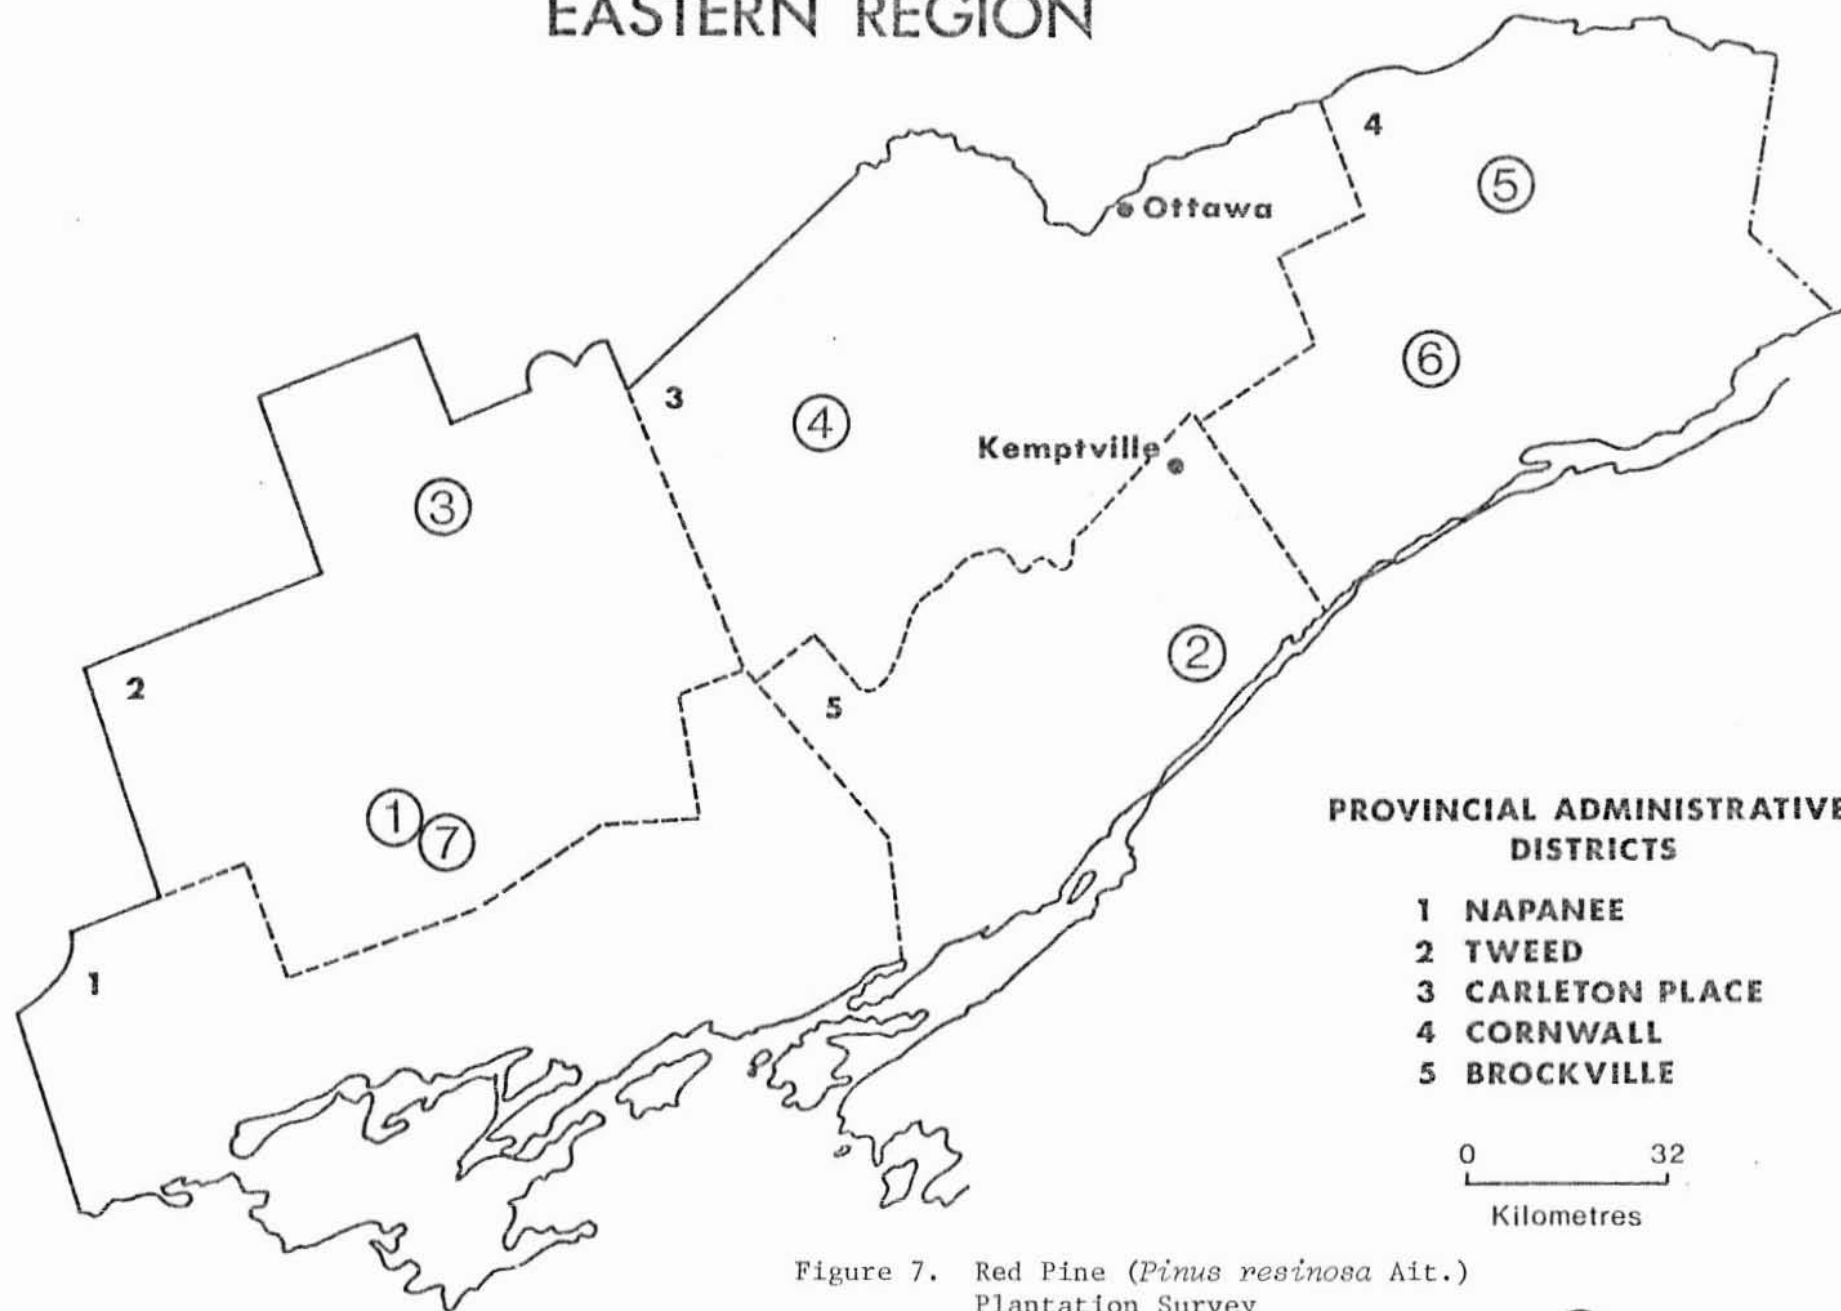 EASTERN REGION
4
5
Ottawa
6
3
4
Kemptville
3
2
2
5
1
7
1
PROVINCIAL ADMINISTRATIVE
DISTRICTS
1 NAPANEE
2 TWEED
3 CARLETON PLACE
4 CORNWALL
5 BROCKVILLE
0 32
Kilometres
Figure 7. Red Pine (Pinus resinosa Ait.)
Plantation Survey